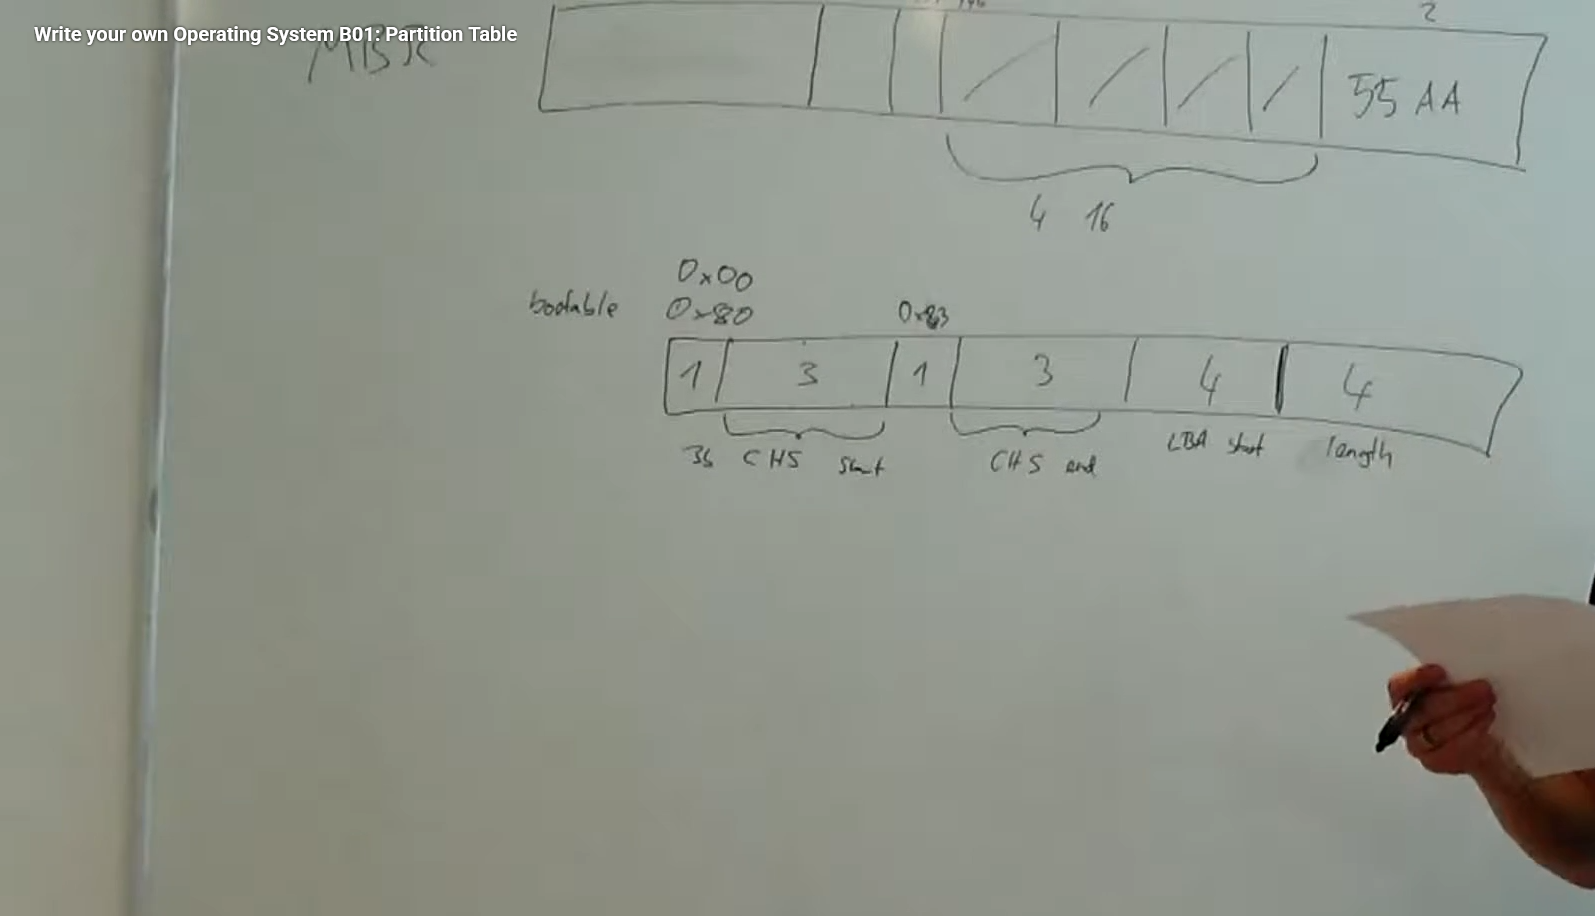 Write your own Operating System B01: Partition Table
MBR
2
55 AA
4 16
0x00
bootable 0x80 0x83
1 3 1 3 4 4
CHS start CHS end LBA start length